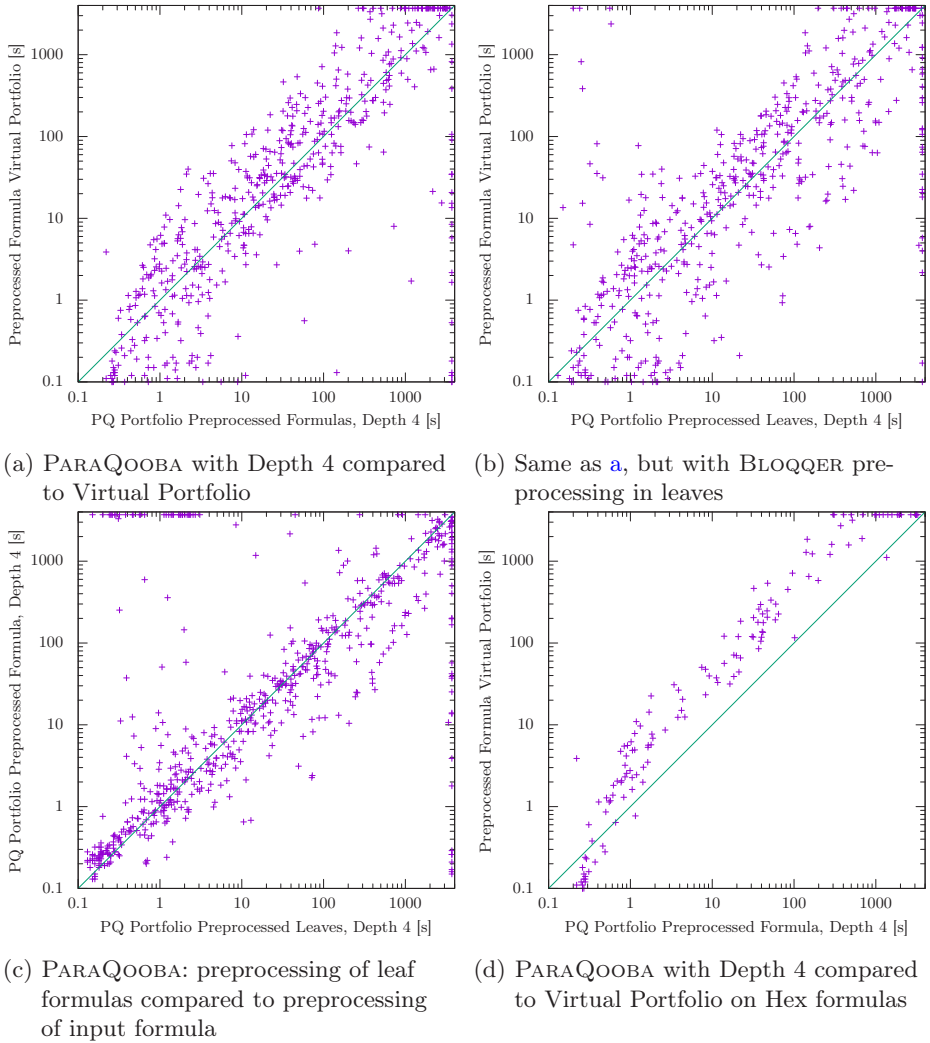 1000
100
10
1
0.1
Preprocessed Formula Virtual Portfolio [s]
0.1 1 10 100 1000
PQ Portfolio Preprocessed Formulas, Depth 4 [s]
1000
100
10
1
0.1
Preprocessed Formula Virtual Portfolio [s]
0.1 1 10 100 1000
PQ Portfolio Preprocessed Leaves, Depth 4 [s]
(a) PARAQOOBA with Depth 4 compared
to Virtual Portfolio
(b) Same as a, but with BLOQQER pre-
processing in leaves
1000
100
10
1
0.1
PQ Portfolio Preprocessed Formula, Depth 4 [s]
0.1 1 10 100 1000
PQ Portfolio Preprocessed Leaves, Depth 4 [s]
1000
100
10
1
0.1
Preprocessed Formula Virtual Portfolio [s]
0.1 1 10 100 1000
PQ Portfolio Preprocessed Formula, Depth 4 [s]
(c) PARAQOOBA: preprocessing of leaf
formulas compared to preprocessing
of input formula
(d) PARAQOOBA with Depth 4 compared
to Virtual Portfolio on Hex formulas